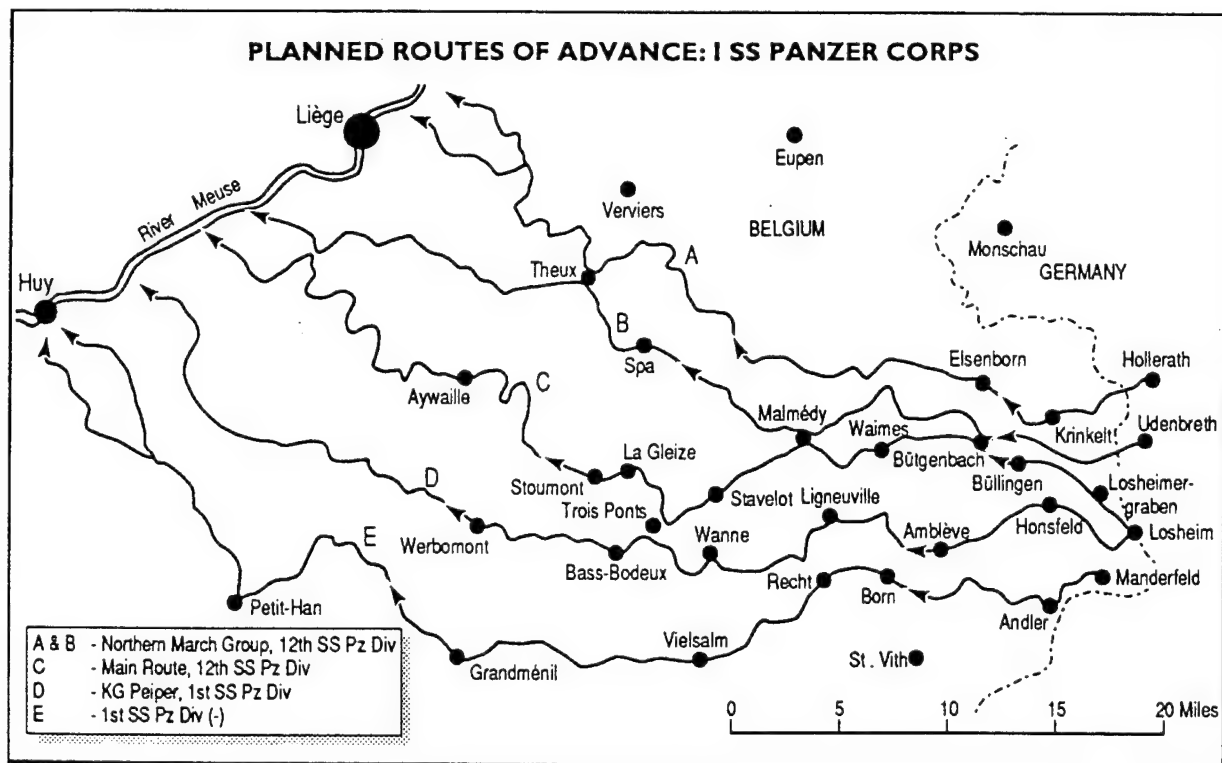 PLANNED ROUTES OF ADVANCE: I SS PANZER CORPS
Liège
Eupen
River Meuse
Verviers
BELGIUM
Monschau
GERMANY
Theux
A
Huy
B
Spa
Elsenborn
Hollerath
Aywaille
C
Malmédy
Waimes
Krinkelt
Udenbreth
La Gleize
Bütgenbach
Büllingen
Stoumont
Stavelot
Ligneuville
Losheimer-
graben
D
Trois Ponts
Honsfeld
Werbomont
Wanne
Amblève
Losheim
E
Bass-Bodeux
Recht
Born
Manderfeld
Petit-Han
Andler
Vielsalm
St. Vith
Grandménil
A & B - Northern March Group, 12th SS Pz Div
C - Main Route, 12th SS Pz Div
D - KG Peiper, 1st SS Pz Div
E - 1st SS Pz Div (-)
0 5 10 15 20 Miles